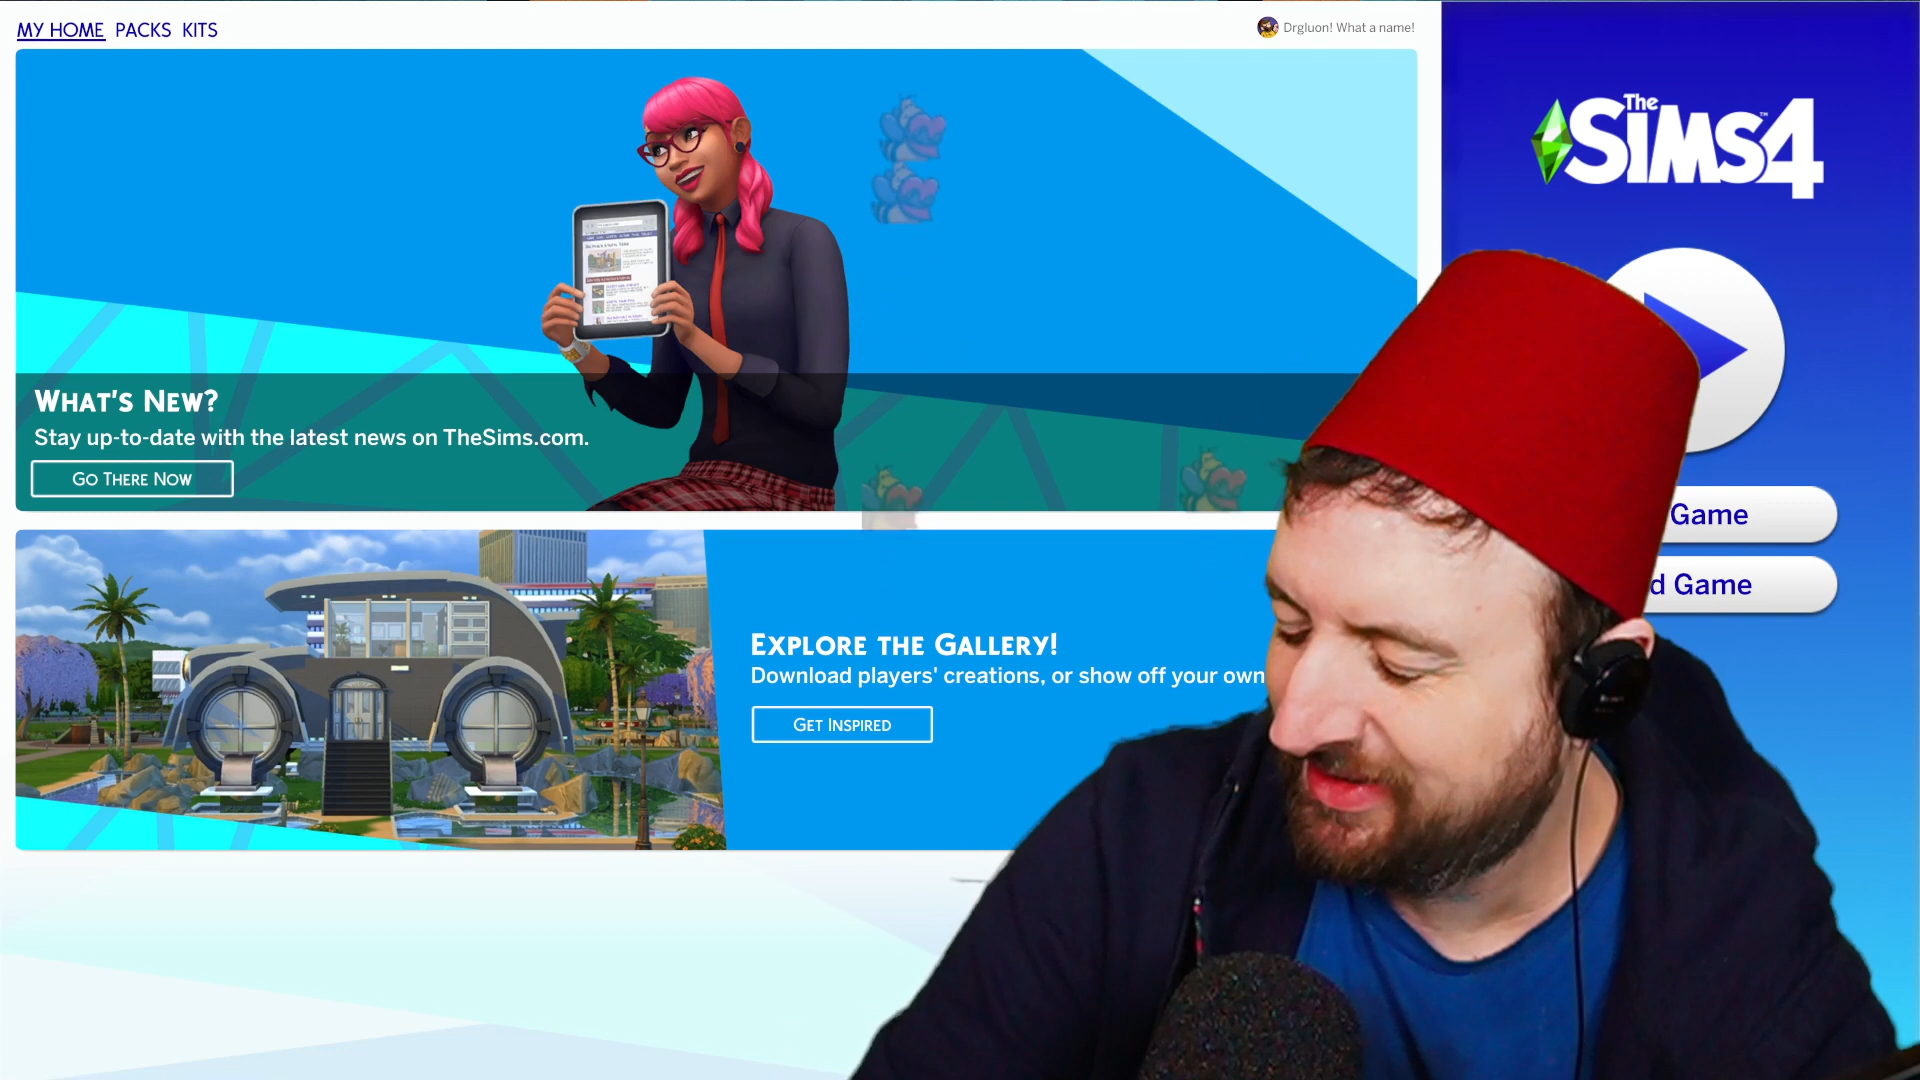 MY HOME PACKS KITS
Drgluon! What a name!
The SiMS 4
WHAT'S NEW?
Stay up-to-date with the latest news on TheSims.com.
GO THERE NOW
Game
d Game
EXPLORE THE GALLERY!
Download players' creations, or show off your own
GET INSPIRED